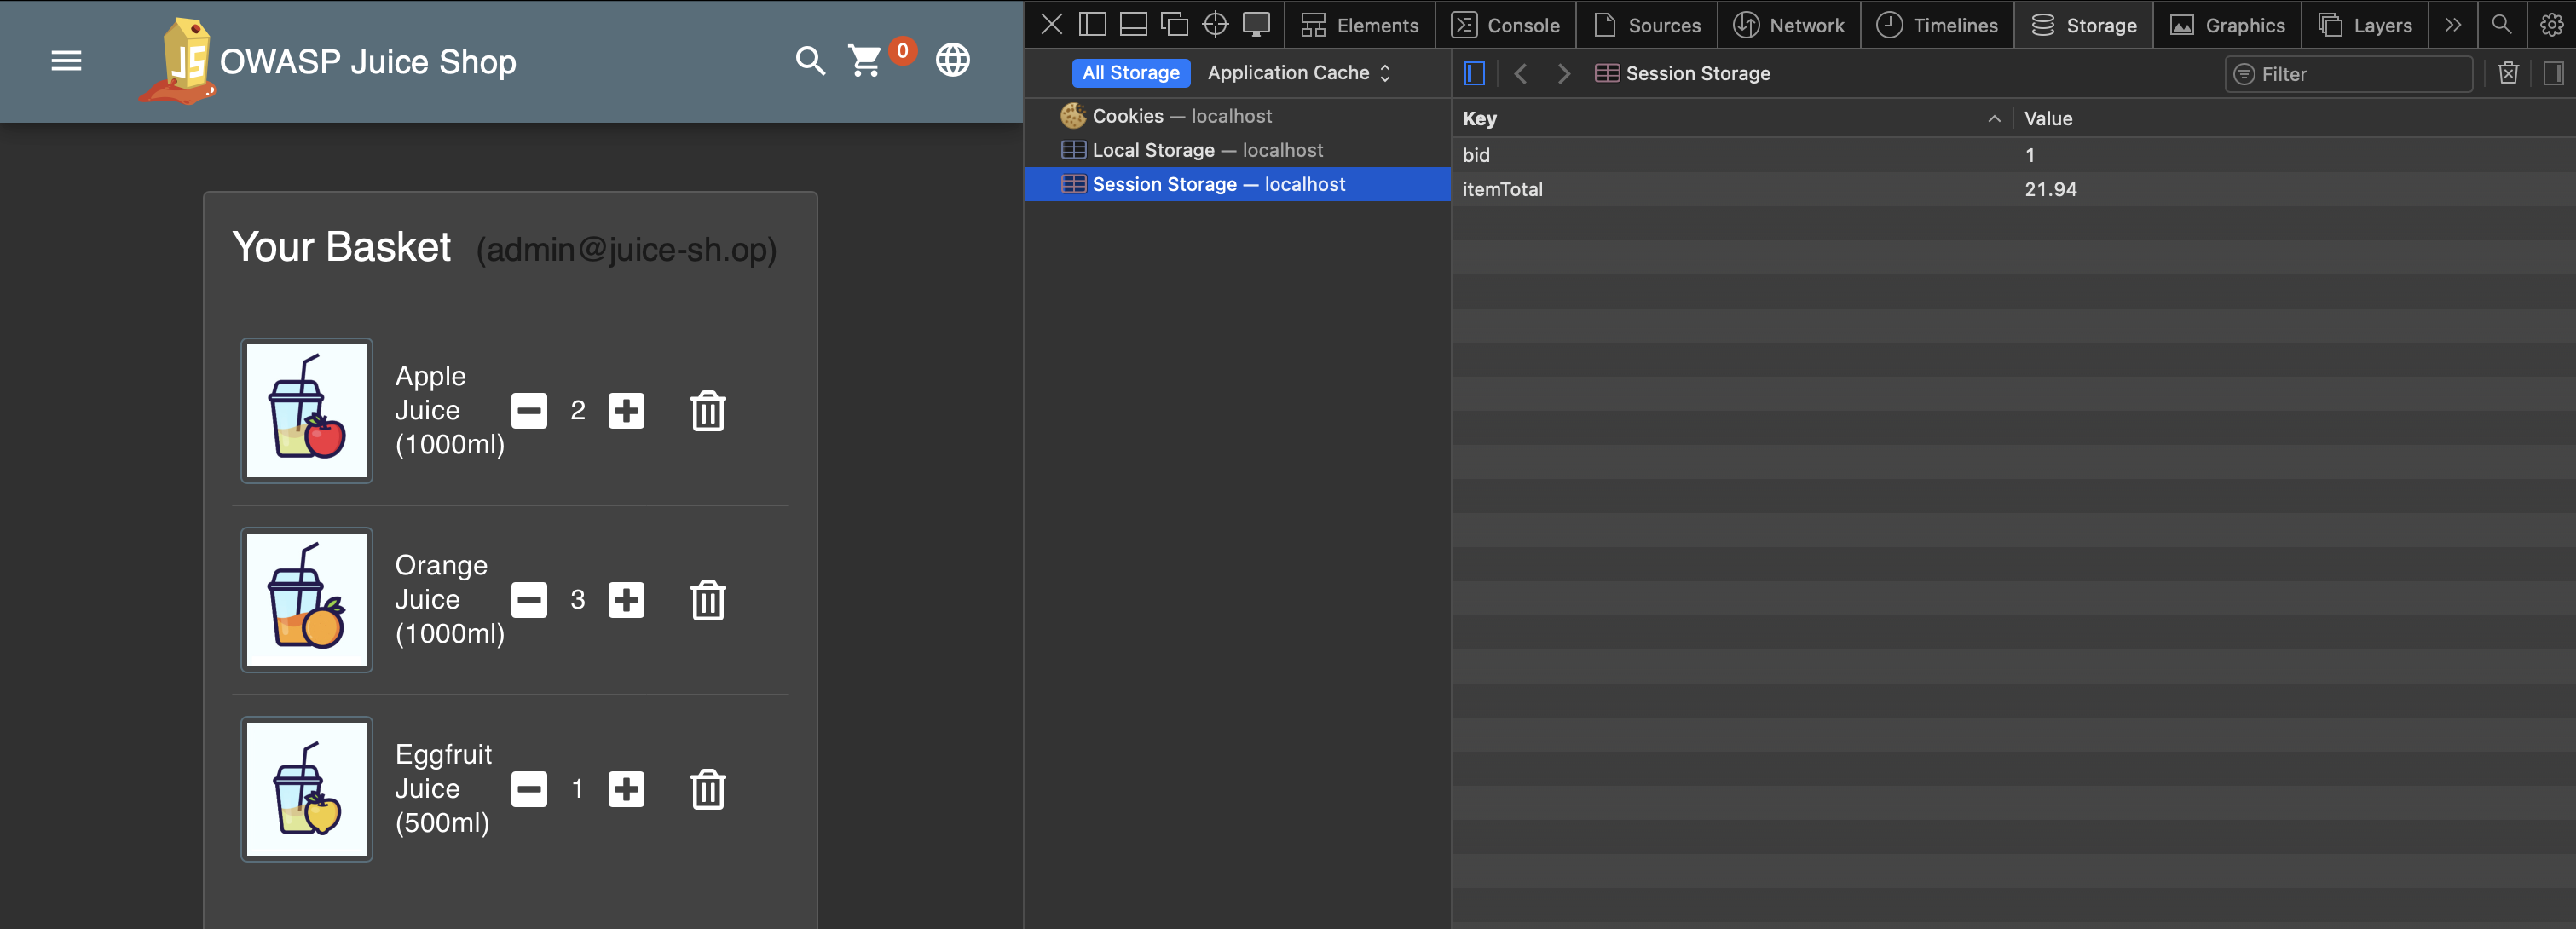 JS OWASP Juice Shop 0
Your Basket (admin@juice-sh.op)
Apple
Juice
(1000ml)
2
Orange
Juice
(1000ml)
3
Eggfruit
Juice
(500ml)
1
Elements Console Sources Network Timelines Storage Graphics Layers
All Storage Application Cache
Session Storage Filter
Cookies — localhost
Local Storage — localhost
Session Storage — localhost
Key Value
bid 1
itemTotal 21.94